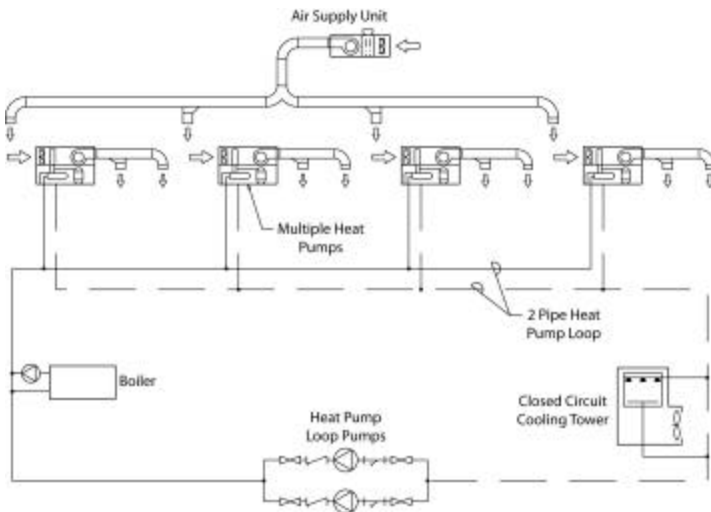 Air Supply Unit
Multiple Heat
Pumps
2 Pipe Heat
Pump Loop
Boiler
Closed Circuit
Cooling Tower
Heat Pump
Loop Pumps